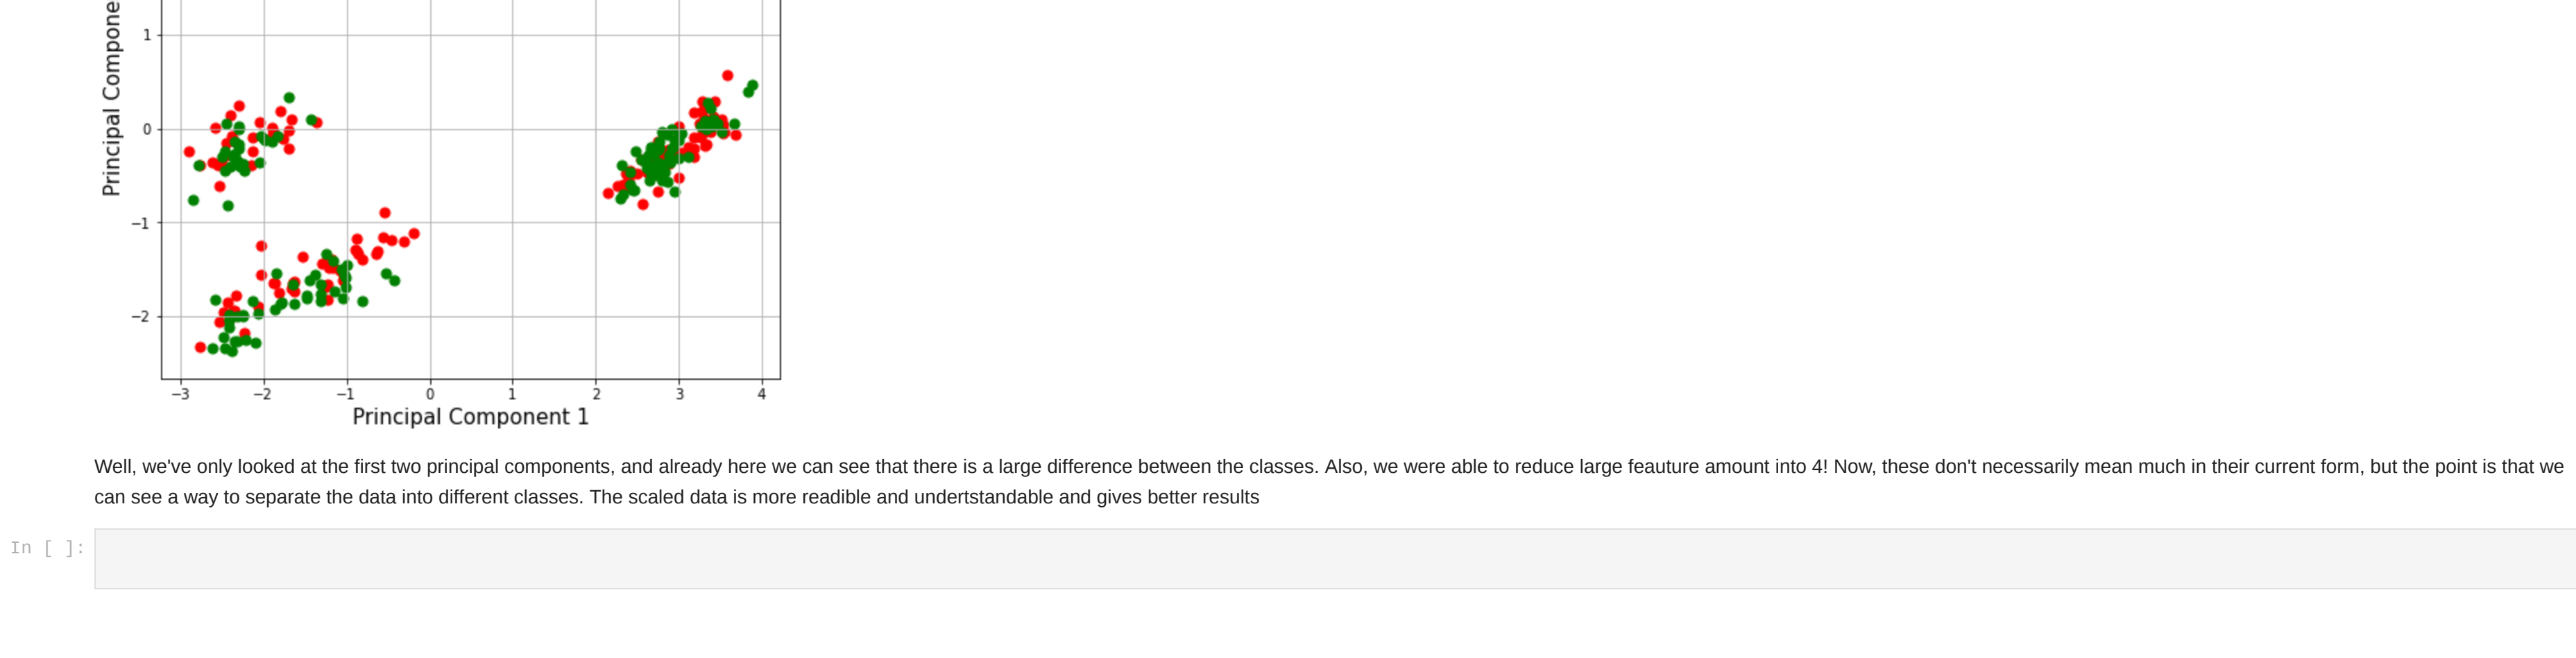 Principal Compone
1
0
−1
−2
−3 −2 −1 0 1 2 3 4
Principal Component 1
Well, we've only looked at the first two principal components, and already here we can see that there is a large difference between the classes. Also, we were able to reduce large feauture amount into 4! Now, these don't necessarily mean much in their current form, but the point is that we
can see a way to separate the data into different classes. The scaled data is more readible and undertstandable and gives better results
In [ ]: